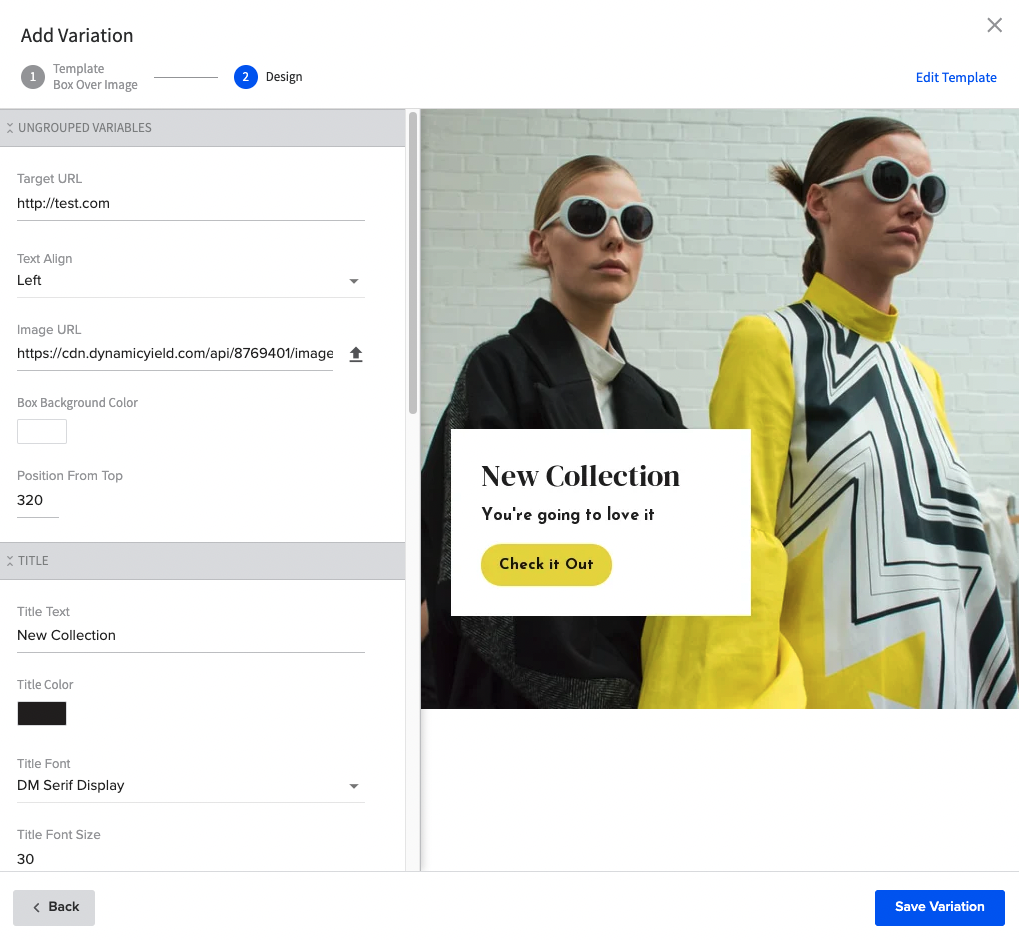 Add Variation
1 Template
Box Over Image
2 Design
Edit Template
UNGROUPED VARIABLES
Target URL
http://test.com
Text Align
Left
Image URL
https://cdn.dynamicyield.com/api/8769401/image
Box Background Color
Position From Top
320
TITLE
Title Text
New Collection
Title Color
Title Font
DM Serif Display
Title Font Size
30
New Collection
You're going to love it
Check it Out
Back
Save Variation